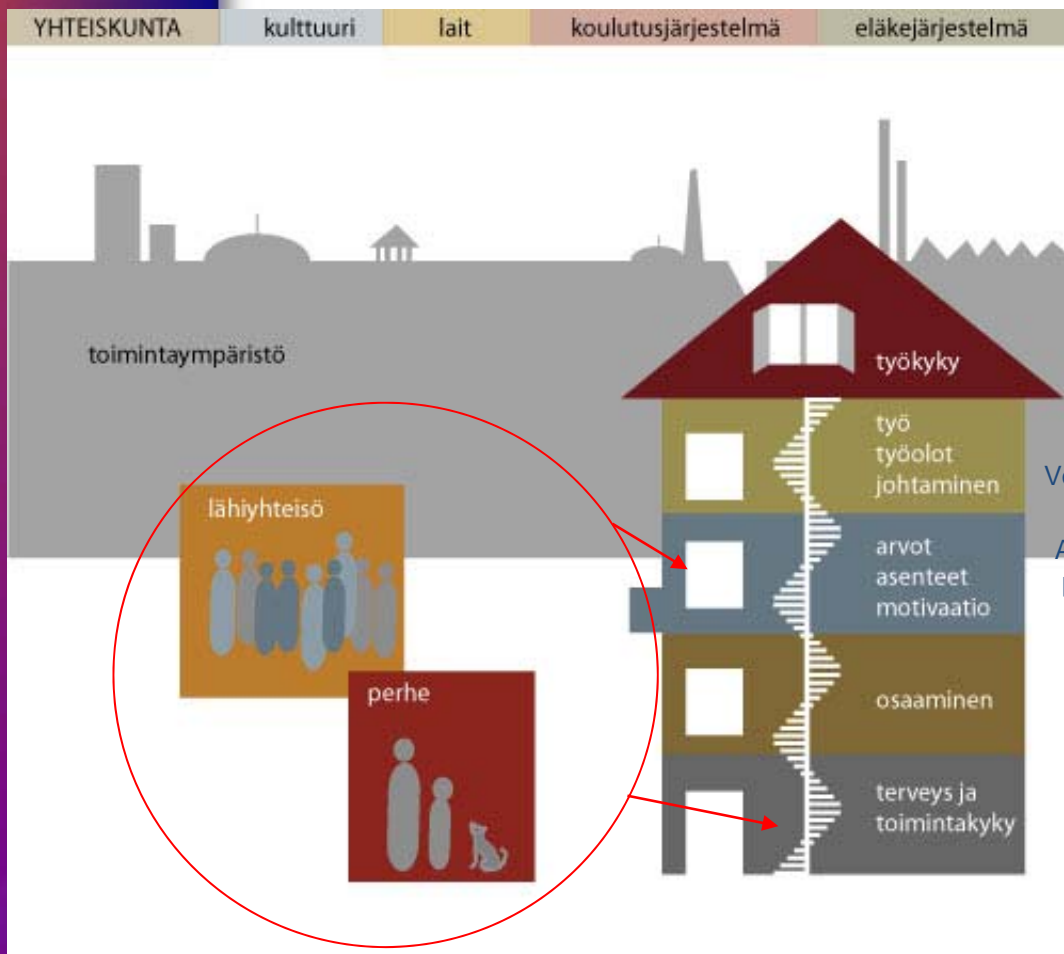 YHTEISKUNTA kulttuuri lait koulutusjärjestelmä eläkejärjestelmä
toimintaympäristö
työkyky
työ
työolot
johtaminen
lähiyhteisö
arvot
asenteet
motivaatio
perhe
osaaminen
terveys ja
toimintakyky